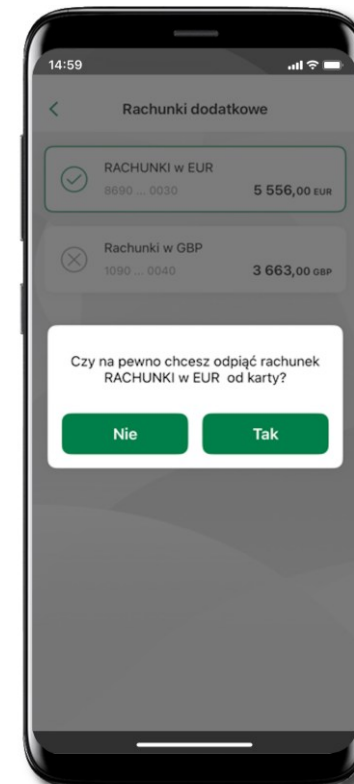 14:59
Rachunki dodatkowe
RACHUNKI w EUR
8690 ... 0030 5 556,00 EUR
Rachunki w GBP
1090 ... 0040 3 663,00 GBP
Czy na pewno chcesz odpiąć rachunek
RACHUNKI w EUR od karty?
Nie Tak